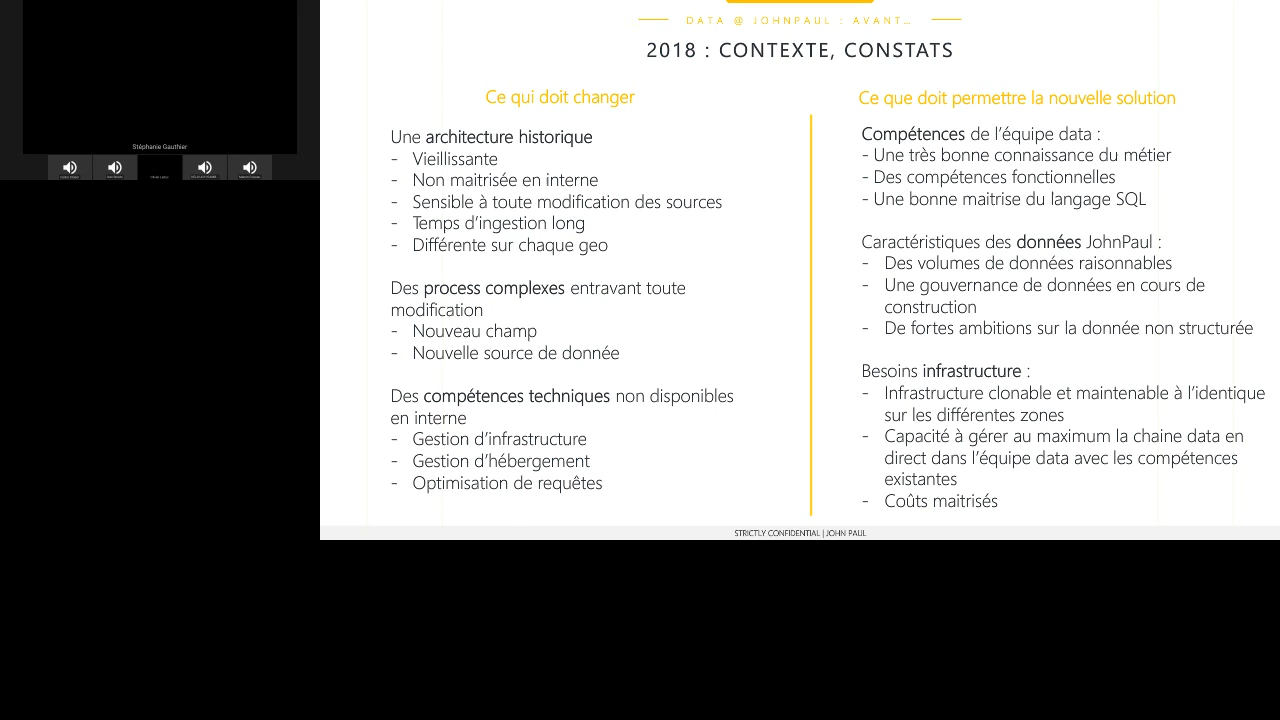 Stéphanie Gauthier
DATA @ JOHNPAUL : AVANT…
2018 : CONTEXTE, CONSTATS
Ce qui doit changer
Une architecture historique
- Vieillissante
- Non maitrisée en interne
- Sensible à toute modification des sources
- Temps d’ingestion long
- Différente sur chaque geo
Des process complexes entravant toute
modification
- Nouveau champ
- Nouvelle source de donnée
Des compétences techniques non disponibles
en interne
- Gestion d’infrastructure
- Gestion d’hébergement
- Optimisation de requêtes
Ce que doit permettre la nouvelle solution
Compétences de l’équipe data :
- Une très bonne connaissance du métier
- Des compétences fonctionnelles
- Une bonne maitrise du langage SQL
Caractéristiques des données JohnPaul :
- Des volumes de données raisonnables
- Une gouvernance de données en cours de
construction
- De fortes ambitions sur la donnée non structurée
Besoins infrastructure :
- Infrastructure clonable et maintenable à l’identique
sur les différentes zones
- Capacité à gérer au maximum la chaine data en
direct dans l’équipe data avec les compétences
existantes
- Coûts maitrisés
STRICTLY CONFIDENTIAL | JOHN PAUL